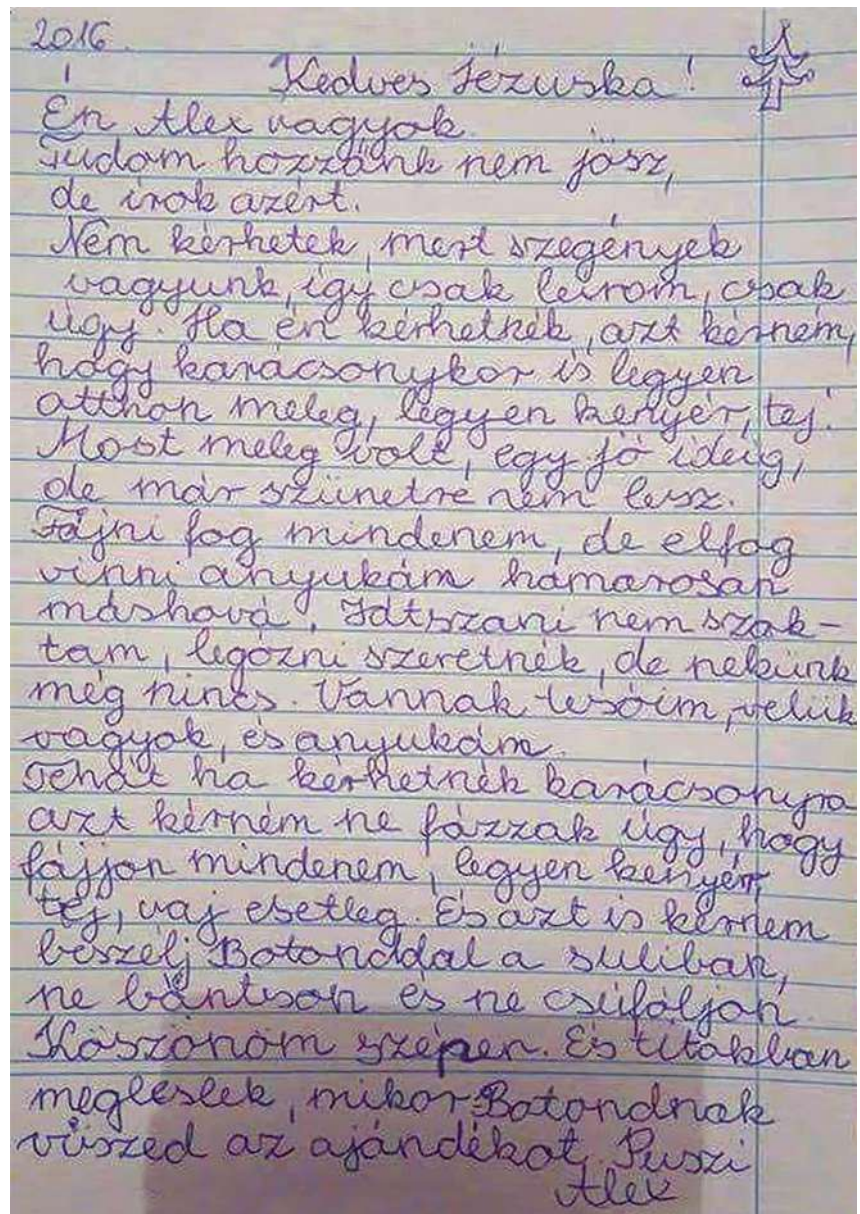 2016.
Kedves Jézuska!
Én Alex vagyok.
Tudom hozzánk nem jösz,
de irok azért.
Nem kérhetek, mert szegények
vagyunk, így csak leirom, csak
úgy. Ha én kérhetnék, azt kérném,
hogy karácsonykor is legyen
otthon meleg, legyen kenyér, tej.
Most meleg volt, egy jó ideig,
de már szünetre nem lesz.
Fájni fog mindenem, de elfog
vinni anyukám hamarosan
máshová. Játszani nem szok-
tam, legózni szeretnék, de nekünk
még nincs. Vannak tesóim, velük
vagyok, és anyukám.
Tehát ha kérhetnék karácsonyra
azt kérném ne fázzak úgy, hogy
fájjon mindenem, legyen kenyér,
tej, vaj esetleg. És azt is kérném
beszélj Botonddal a suliban,
ne bántson és ne csúfoljon.
Köszönöm szépen. És titokban
megleslek, mikor Botondnak
viszed az ajándékot. Puszi
Alex